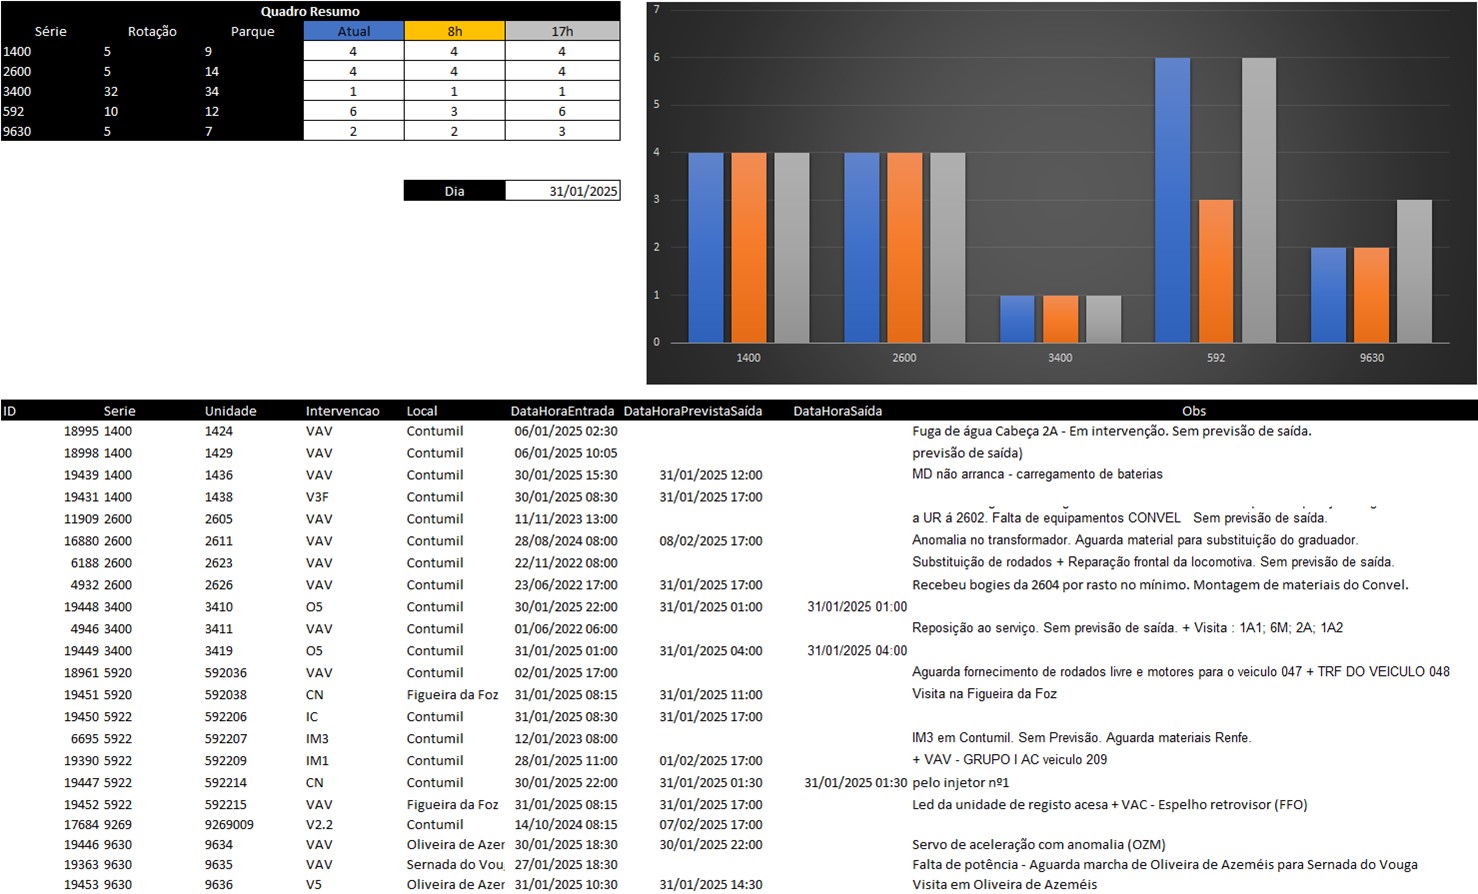 Quadro Resumo
Série Rotação Parque Atual 8h 17h
1400 5 9 4 4 4
2600 5 14 4 4 4
3400 32 34 1 1 1
592 10 12 6 3 6
9630 5 7 2 2 3
Dia 31/01/2025
7
6
5
4
3
2
1
0
1400 2600 3400 592 9630
ID Serie Unidade Intervencao Local DataHoraEntrada DataHoraPrevistaSaída DataHoraSaída Obs
18995 1400 1424 VAV Contumil 06/01/2025 02:30 Fuga de água Cabeça 2A - Em intervenção. Sem previsão de saída.
18998 1400 1429 VAV Contumil 06/01/2025 10:05 previsão de saída)
19439 1400 1436 VAV Contumil 30/01/2025 15:30 31/01/2025 12:00 MD não arranca - carregamento de baterias
19431 1400 1438 V3F Contumil 30/01/2025 08:30 31/01/2025 17:00
11909 2600 2605 VAV Contumil 11/11/2023 13:00 a UR á 2602. Falta de equipamentos CONVEL Sem previsão de saída.
16880 2600 2611 VAV Contumil 28/08/2024 08:00 08/02/2025 17:00 Anomalia no transformador. Aguarda material para substituição do graduador.
6188 2600 2623 VAV Contumil 22/11/2022 08:00 Substituição de rodados + Reparação frontal da locomotiva. Sem previsão de saída.
4932 2600 2626 VAV Contumil 23/06/2022 17:00 31/01/2025 17:00 Recebeu bogies da 2604 por rasto no mínimo. Montagem de materiais do Convel.
19448 3400 3410 O5 Contumil 30/01/2025 22:00 31/01/2025 01:00 31/01/2025 01:00
4946 3400 3411 VAV Contumil 01/06/2022 06:00 Reposição ao serviço. Sem previsão de saída. + Visita : 1A1; 6M; 2A; 1A2
19449 3400 3419 O5 Contumil 31/01/2025 01:00 31/01/2025 04:00 31/01/2025 04:00
18961 5920 592036 VAV Contumil 02/01/2025 17:00 Aguarda fornecimento de rodados livre e motores para o veiculo 047 + TRF DO VEICULO 048
19451 5920 592038 CN Figueira da Foz 31/01/2025 08:15 31/01/2025 11:00 Visita na Figueira da Foz
19450 5922 592206 IC Contumil 31/01/2025 08:30 31/01/2025 17:00
6695 5922 592207 IM3 Contumil 12/01/2023 08:00 IM3 em Contumil. Sem Previsão. Aguarda materiais Renfe.
19390 5922 592209 IM1 Contumil 28/01/2025 11:00 01/02/2025 17:00 + VAV - GRUPO I AC veiculo 209
19447 5922 592214 CN Contumil 30/01/2025 22:00 31/01/2025 01:30 31/01/2025 01:30 pelo injetor nº1
19452 5922 592215 VAV Figueira da Foz 31/01/2025 08:15 31/01/2025 17:00 Led da unidade de registo acesa + VAC - Espelho retrovisor (FFO)
17684 9269 9269009 V2.2 Contumil 14/10/2024 08:15 07/02/2025 17:00
19446 9630 9634 VAV Oliveira de Azer 30/01/2025 18:30 30/01/2025 22:00 Servo de aceleração com anomalia (OZM)
19363 9630 9635 VAV Sernada do Vou 27/01/2025 18:30 Falta de potência - Aguarda marcha de Oliveira de Azeméis para Sernada do Vouga
19453 9630 9636 V5 Oliveira de Azer 31/01/2025 10:30 31/01/2025 14:30 Visita em Oliveira de Azeméis